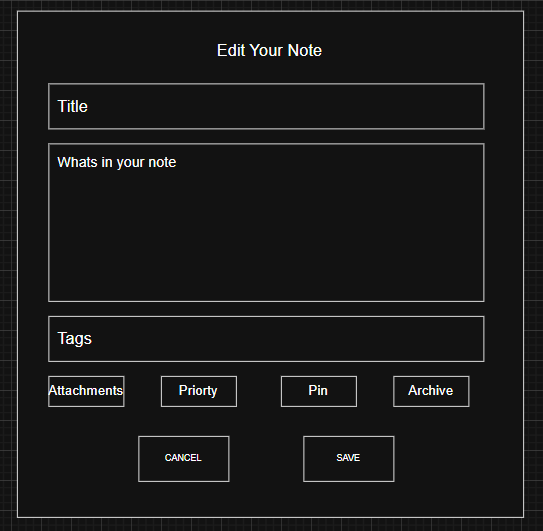 Edit Your Note
Title
Whats in your note
Tags
Attachments Priorty Pin Archive
CANCEL SAVE